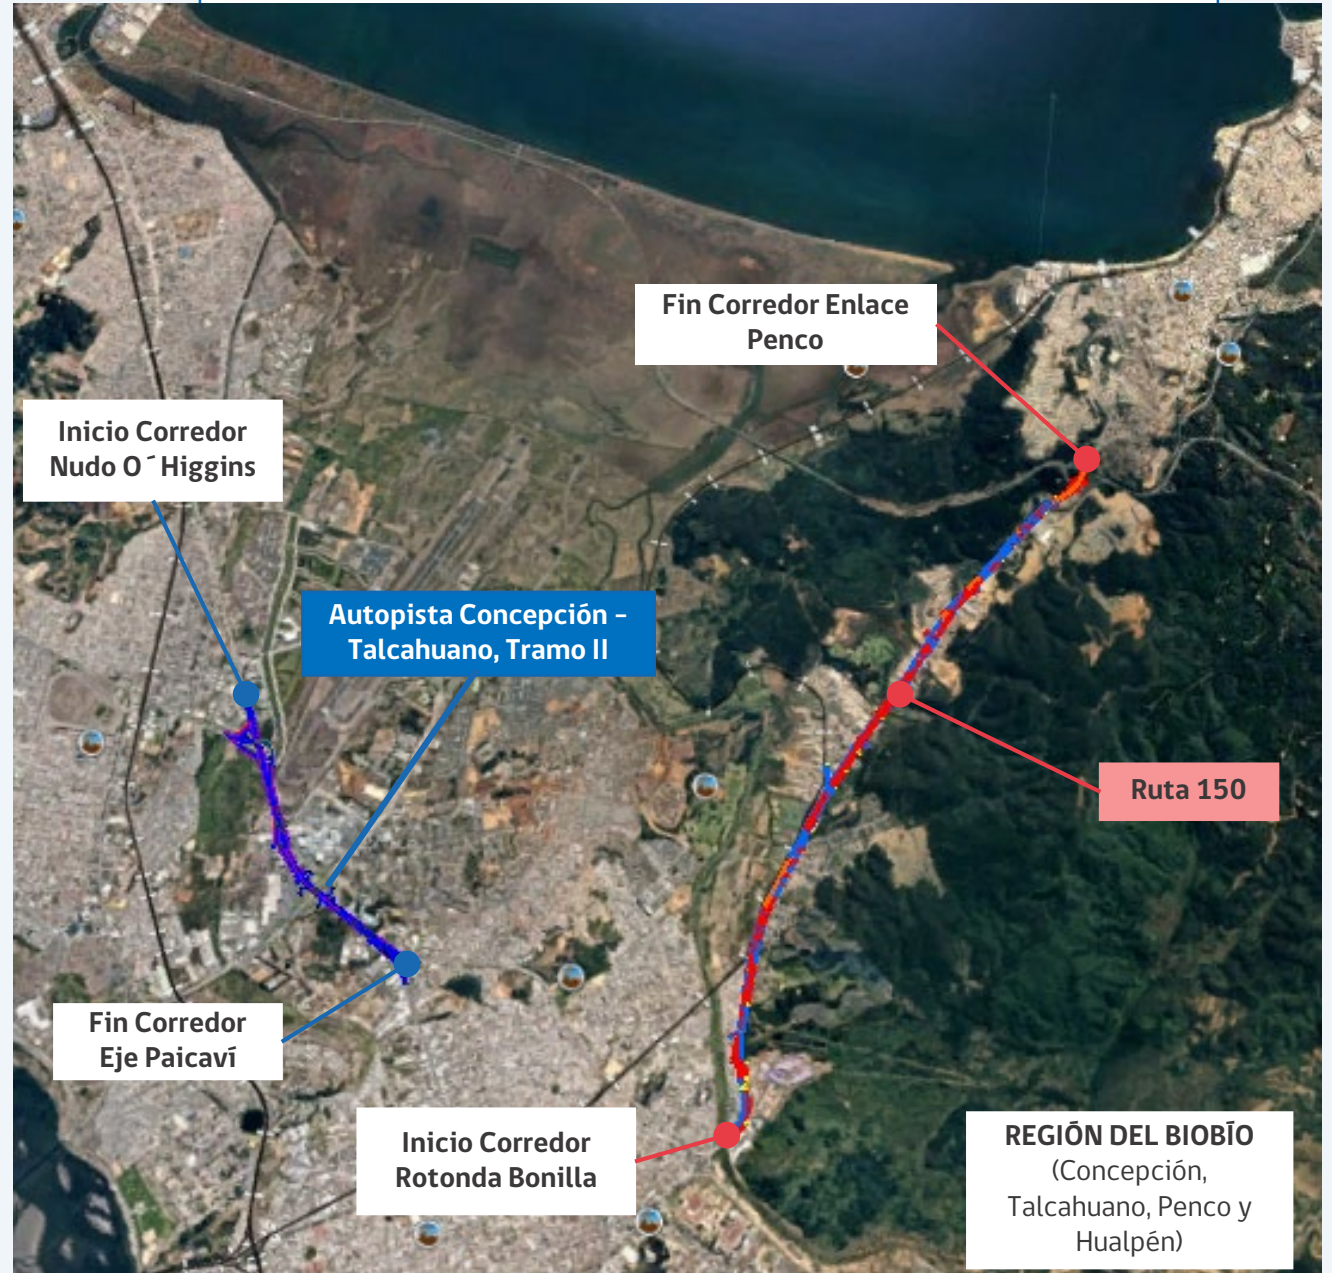 Fin Corredor Enlace
Penco
Inicio Corredor
Nudo O´Higgins
Autopista Concepción -
Talcahuano, Tramo II
Ruta 150
Fin Corredor
Eje Paicaví
Inicio Corredor
Rotonda Bonilla
REGIÓN DEL BIOBÍO
(Concepción,
Talcahuano, Penco y
Hualpén)